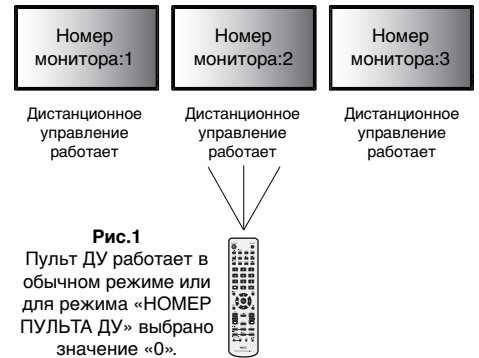 Номер
монитора:1
Номер
монитора:2
Номер
монитора:3
Дистанционное
управление
работает
Дистанционное
управление
работает
Дистанционное
управление
работает
Рис.1
Пульт ДУ работает в
обычном режиме или
для режима «НОМЕР
ПУЛЬТА ДУ» выбрано
значение «0».